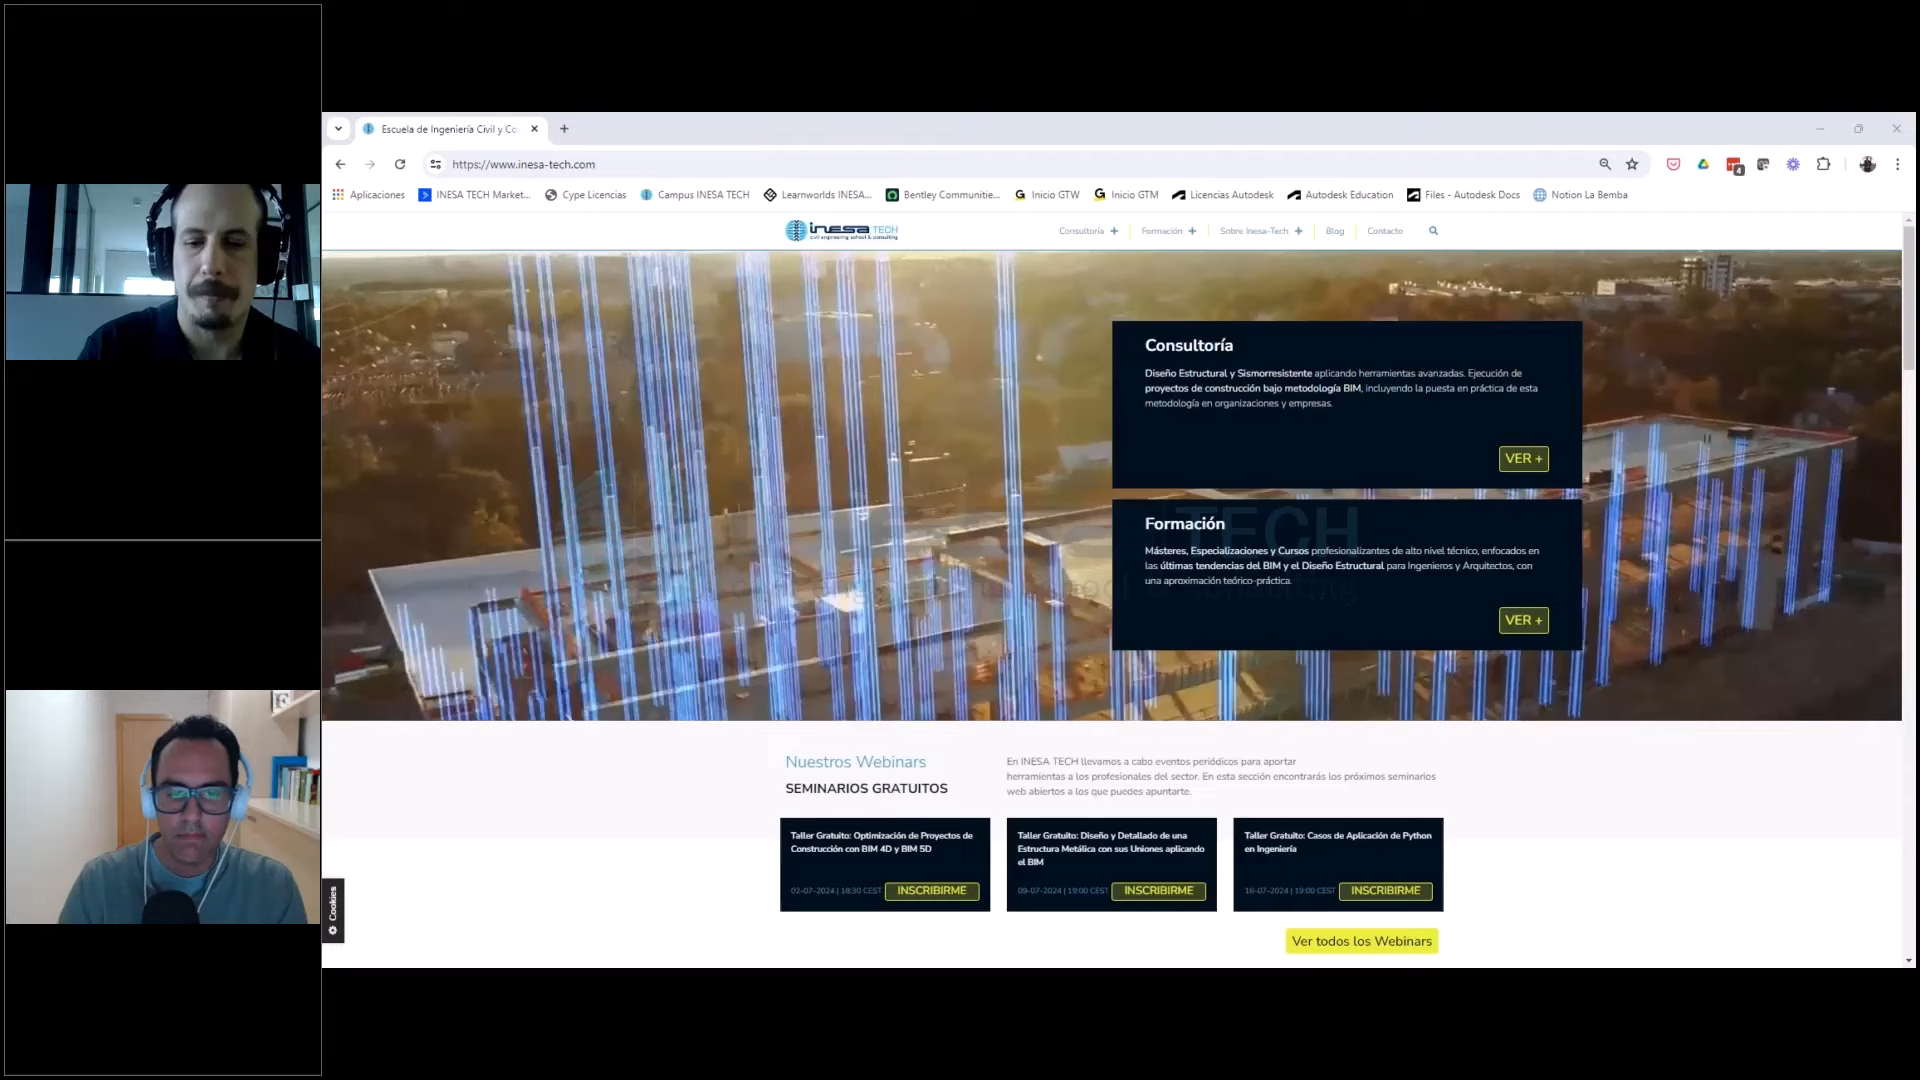 Escuela de Ingeniería Civil y Co
https://www.inesa-tech.com
4
Aplicaciones
INESA TECH Market...
Cype Licencias
Campus INESA TECH
Learnworlds INESA...
Bentley Communitie...
Inicio GTW
Inicio GTM
Licencias Autodesk
Autodesk Education
Files - Autodesk Docs
Notion La Bemba
inesa TECH
civil engineering school & consulting
Consultoría +
Formación +
Sobre Inesa-Tech +
Blog
Contacto
Consultoría
Diseño Estructural y Sismorresistente aplicando herramientas avanzadas. Ejecución de
proyectos de construcción bajo metodología BIM, incluyendo la puesta en práctica de esta
metodología en organizaciones y empresas.
VER +
Formación
TECH
Másteres, Especializaciones y Cursos profesionalizantes de alto nivel técnico, enfocados en
las últimas tendencias del BIM y el Diseño Estructural para Ingenieros y Arquitectos, con
una aproximación teórico-práctica.
VER +
Nuestros Webinars
SEMINARIOS GRATUITOS
En INESA TECH llevamos a cabo eventos periódicos para aportar
herramientas a los profesionales del sector. En esta sección encontrarás los próximos seminarios
web abiertos a los que puedes apuntarte.
Taller Gratuito: Optimización de Proyectos de
Construcción con BIM 4D y BIM 5D
02-07-2024 | 18:30 CEST
INSCRIBIRME
Taller Gratuito: Diseño y Detallado de una
Estructura Metálica con sus Uniones aplicando
el BIM
09-07-2024 | 19:00 CEST
INSCRIBIRME
Taller Gratuito: Casos de Aplicación de Python
en Ingeniería
16-07-2024 | 19:00 CEST
INSCRIBIRME
Ver todos los Webinars
Cookies